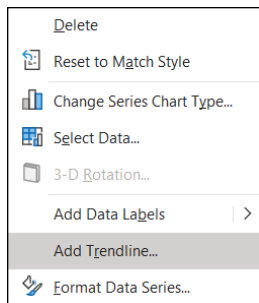 Delete
Reset to Match Style
Change Series Chart Type...
Select Data...
3-D Rotation...
Add Data Labels
Add Trendline...
Format Data Series...